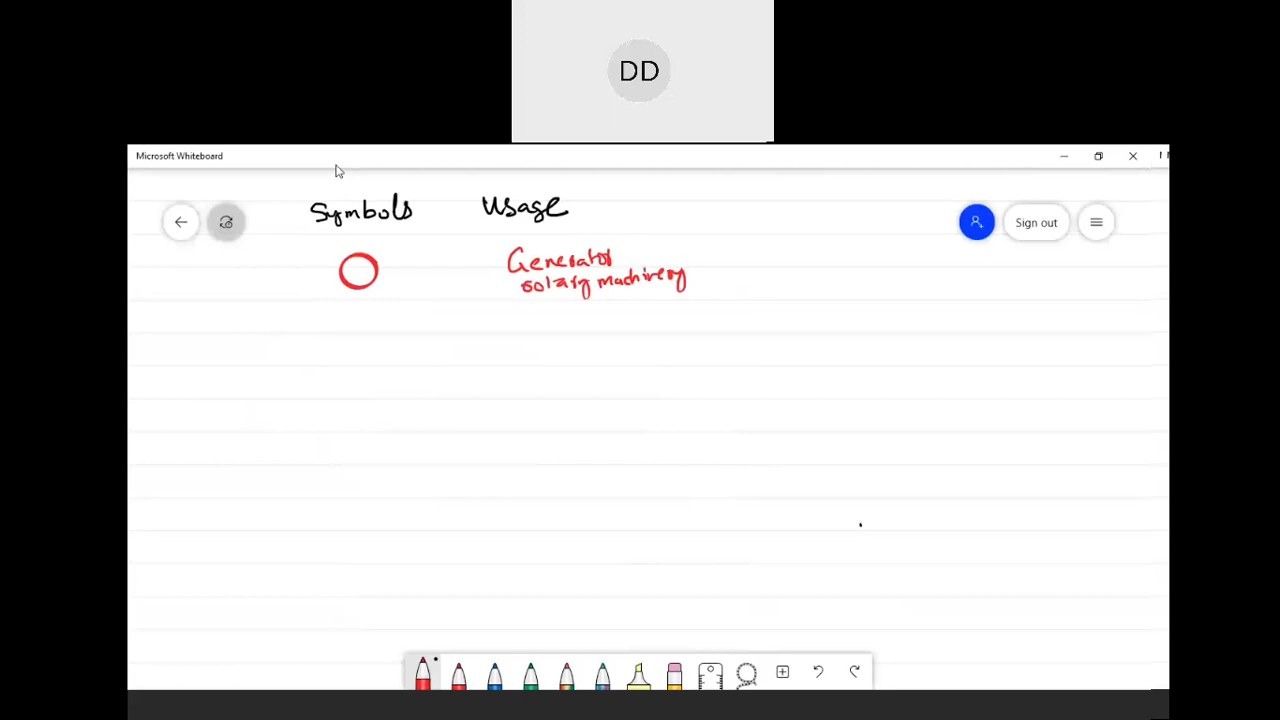 DD
Microsoft Whiteboard
Symbols Usage
Sign out
Generator
rotary machinery